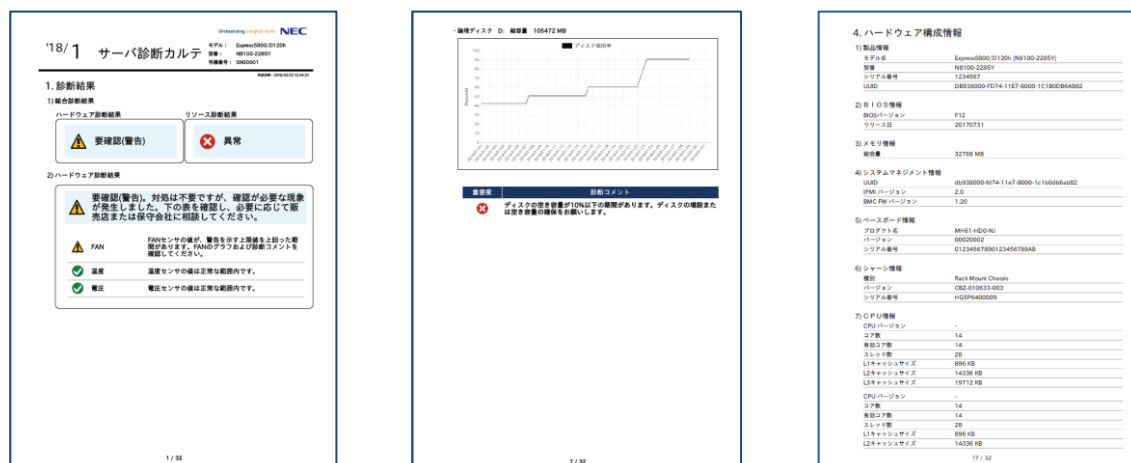 Orchestrating a brighter world NEC
'18/ 1 サーバ診断カルテ
モデル： Express5800/D120h
型番： N8100-2285Y
号機番号： SN00001
1. 診断結果
1) 総合診断結果
ハードウェア診断結果 リソース診断結果
要確認(警告) 異常
2) ハードウェア診断結果
要確認(警告)。対処は不要ですが、確認が必要な現象
が発生しました。下の表を確認し、必要に応じて販
売店または保守会社に相談してください。
FAN
FANセンサの値が、警告を示す上限値を上回った期
間があります。FANのグラフおよび診断コメントを
確認してください。
温度 温度センサの値は正常な範囲内です。
電圧 電圧センサの値は正常な範囲内です。
1 / 32
・論理ディスク D: 総容量 105472 MB
ディスク使用率
Percent
100
90
80
70
60
50
40
30
20
10
0
重要度 診断コメント
ディスクの空き容量が10%以下の期間があります。ディスクの増設また
は空き容量の確保をお願いします。
7 / 32
4. ハードウェア構成情報
1) 製品情報
モデル名 Express5800/D120h [N8100-2285Y]
型番 N8100-2285Y
シリアル番号 1234567
UUID DB938000-FD74-11E7-8000-1C1B0DB6AB82
2) ＢＩＯＳ情報
BIOSバージョン F12
リリース日 20170731
3) メモリ情報
総容量 32768 MB
4) システムマネジメント情報
UUID db938000-fd74-11e7-8000-1c1b0db6ab82
IPMI バージョン 2.0
BMC FW バージョン 1.20
5) ベースボード情報
プロダクト名 MH61-HD0-NJ
バージョン 00020002
シリアル番号 01234567890123456789AB
6) シャーシ情報
種別 Rack Mount Chassis
バージョン CBZ-010633-003
シリアル番号 HGSP6400009
7) ＣＰＵ情報
CPU バージョン -
コア数 14
有効コア数 14
スレッド数 28
L1キャッシュサイズ 896 KB
L2キャッシュサイズ 14336 KB
L3キャッシュサイズ 19712 KB
CPU バージョン -
コア数 14
有効コア数 14
スレッド数 28
L1キャッシュサイズ 896 KB
L2キャッシュサイズ 14336 KB
17 / 32